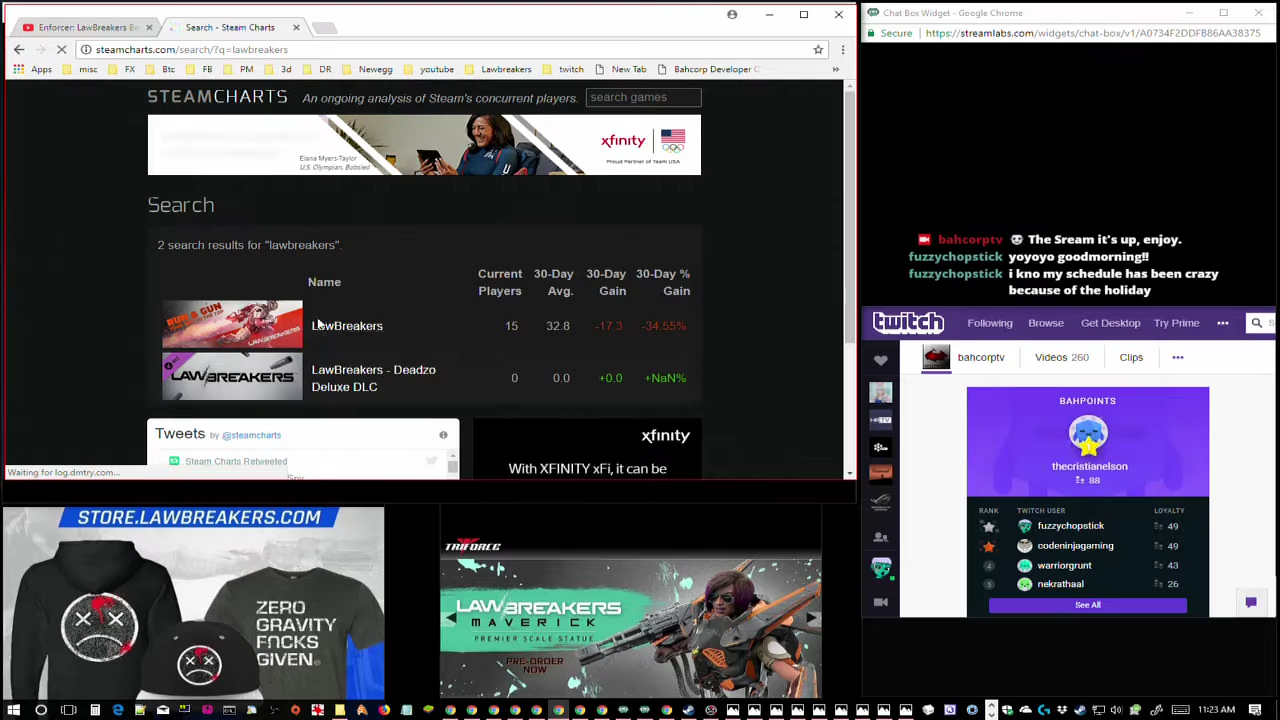 Enforcer: LawBreakers Be
Search - Steam Charts
steamcharts.com/search/?q=lawbreakers
Apps
misc
FX
Btc
FB
PM
3d
DR
Newegg
youtube
Lawbreakers
twitch
New Tab
Bahcorp Developer C
STEAMCHARTS
An ongoing analysis of Steam's concurrent players.
search games
Elana Meyers-Taylor
U.S. Olympian, Bobsled
xfinity
Proud Partner of Team USA
Search
2 search results for "lawbreakers".
Name
Current Players
30-Day Avg.
30-Day Gain
30-Day % Gain
RUN & GUN
LawBreakers
15
32.8
-17.3
-34.55%
LAWBREAKERS
LawBreakers - Deadzo
Deluxe DLC
0
0.0
+0.0
+NaN%
Tweets by @steamcharts
Steam Charts Retweeted
xfinity
With XFINITY xFi, it can be
Waiting for log.dmtry.com...
STORE.LAWBREAKERS.COM
ZERO
GRAVITY
FNCKS
GIVEN
TRIFORCE
LAWBREAKERS
MAVERICK
PREMIER SCALE STATUE
PRE-ORDER
NOW
Chat Box Widget - Google Chrome
Secure
https://streamlabs.com/widgets/chat-box/v1/A0734F2DDFB86AA38375
bahcorptv The Sream it's up, enjoy.
fuzzychopstick yoyoyo goodmorning!!
fuzzychopstick i kno my schedule has been crazy
because of the holiday
twitch
Following
Browse
Get Desktop
Try Prime
bahcorptv
Videos 260
Clips
BAHPOINTS
1
thecristianelson
88
RANK
TWITCH USER
LOYALTY
fuzzychopstick
49
codeninjagaming
49
4
warriorgrunt
43
5
nekrathaal
26
See All
11:23 AM